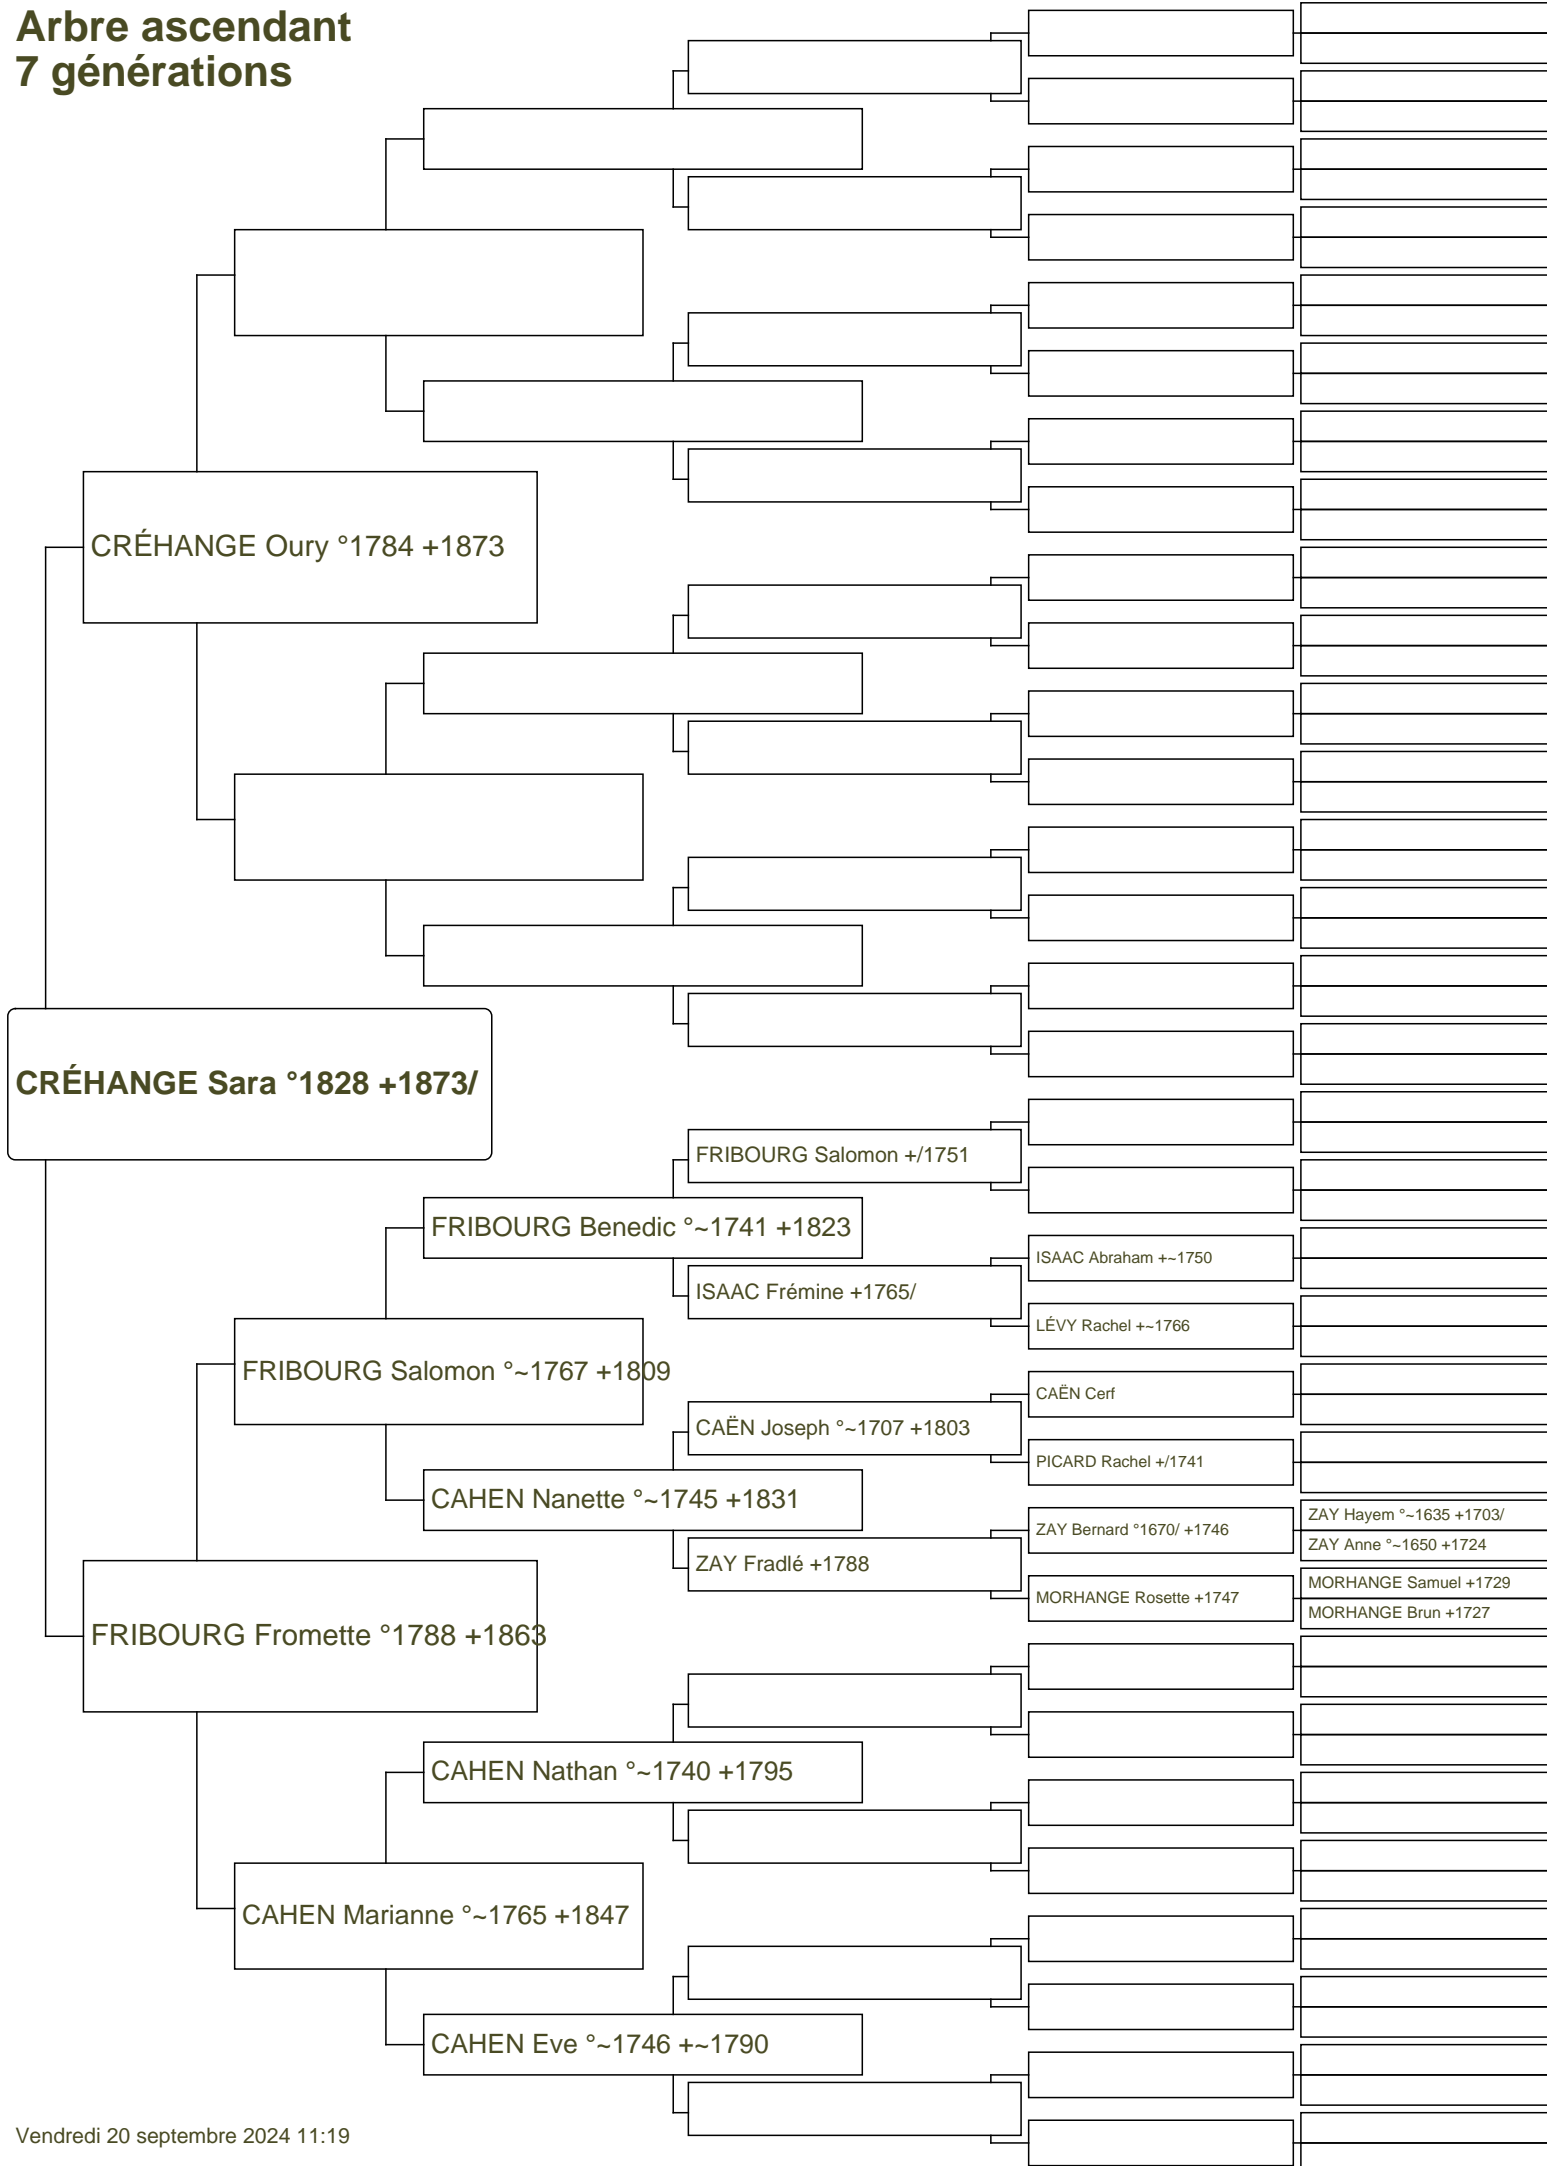 Arbre ascendant
7 générations
CRÉHANGE Oury °1784 +1873
CRÉHANGE Sara °1828 +1873/
FRIBOURG Salomon +/1751
FRIBOURG Benedic °~1741 +1823
ISAAC Abraham +~1750
ISAAC Frémine +1765/
LÉVY Rachel +~1766
FRIBOURG Salomon °~1767 +1809
CAËN Cerf
CAËN Joseph °~1707 +1803
PICARD Rachel +/1741
CAHEN Nanette °~1745 +1831
ZAY Hayem °~1635 +1703/
ZAY Bernard °1670/ +1746
ZAY Anne °~1650 +1724
ZAY Fradlé +1788
MORHANGE Samuel +1729
MORHANGE Rosette +1747
MORHANGE Brun +1727
FRIBOURG Fromette °1788 +1863
CAHEN Nathan °~1740 +1795
CAHEN Marianne °~1765 +1847
CAHEN Eve °~1746 +~1790
Vendredi 20 septembre 2024 11:19